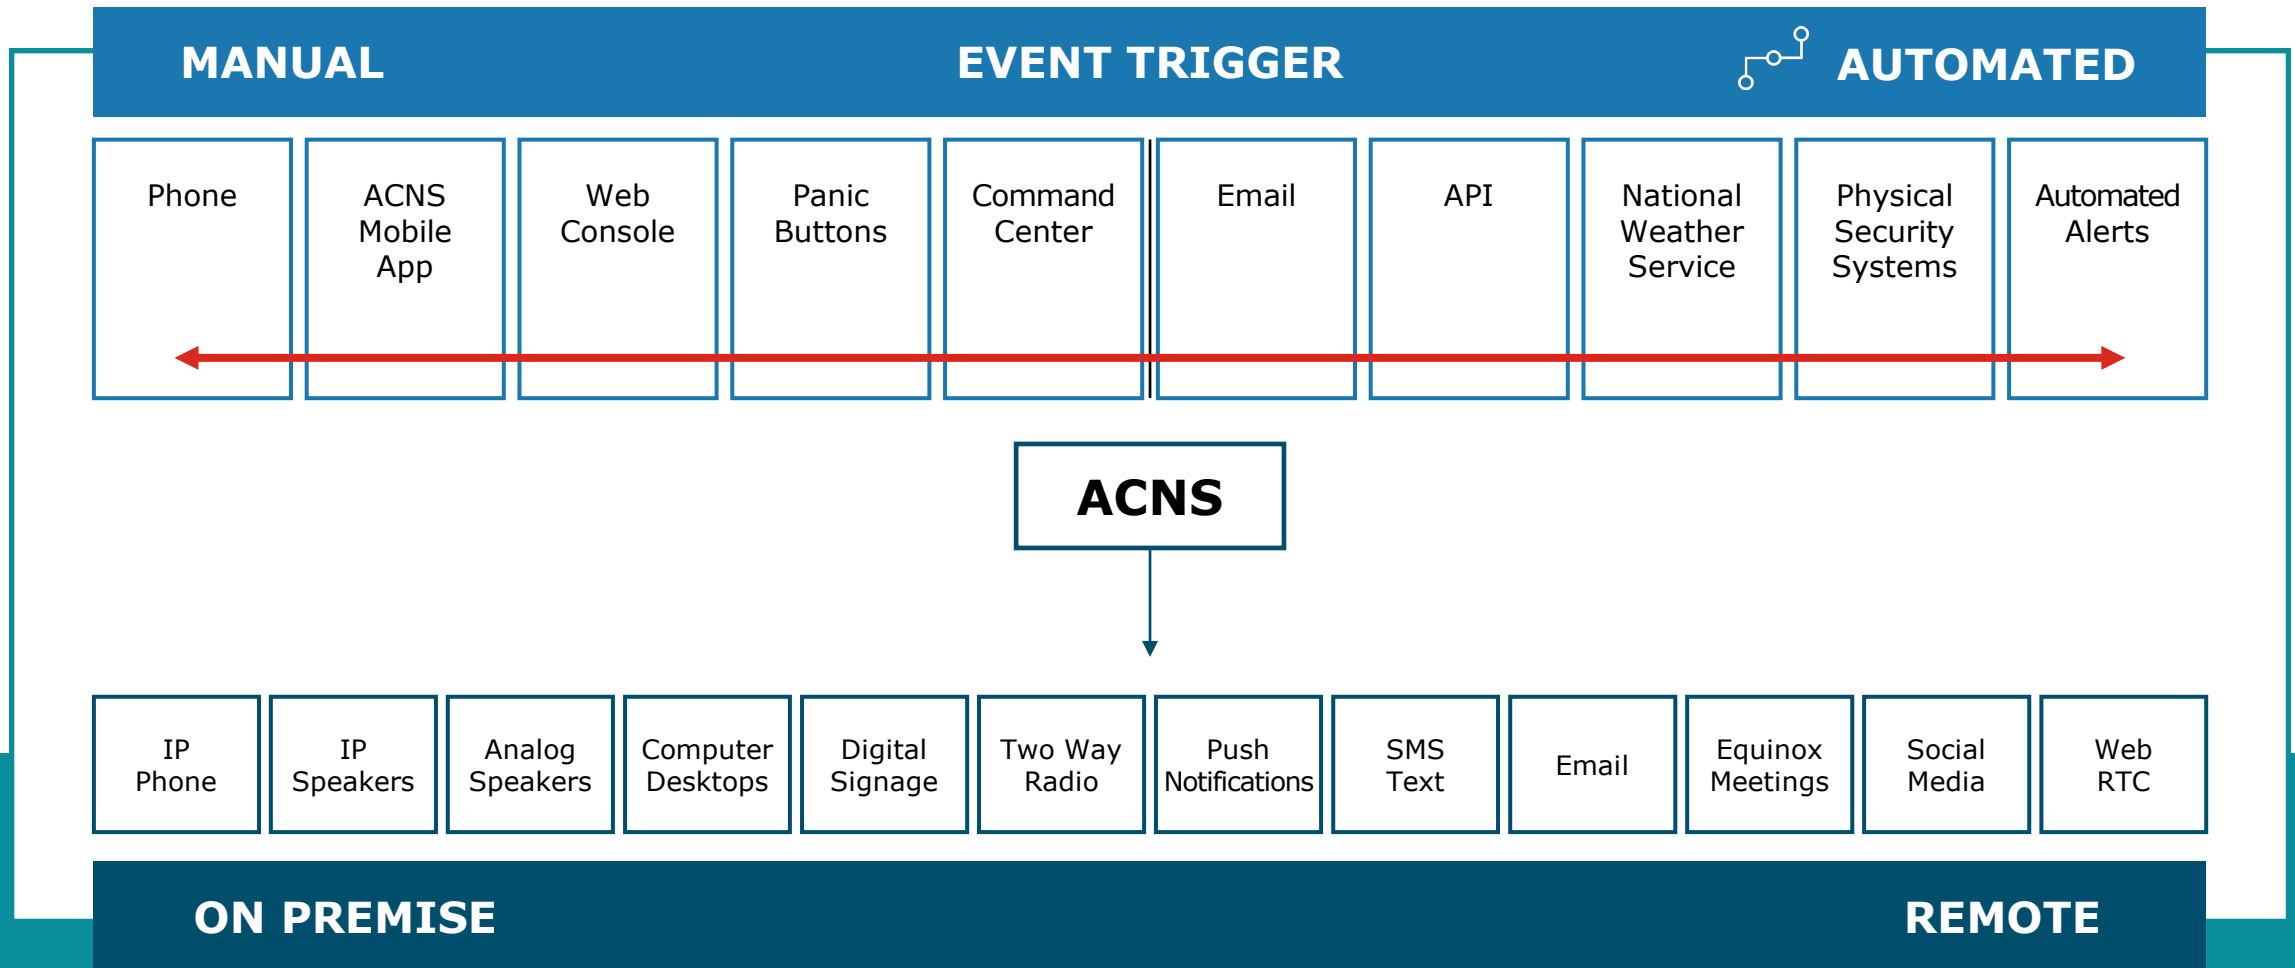 MANUAL
EVENT TRIGGER
AUTOMATED
Phone
ACNS
Mobile
App
Web
Console
Panic
Buttons
Command
Center
Email
API
National
Weather
Service
Physical
Security
Systems
Automated
Alerts
ACNS
IP
Phone
IP
Speakers
Analog
Speakers
Computer
Desktops
Digital
Signage
Two Way
Radio
Push
Notifications
SMS
Text
Email
Equinox
Meetings
Social
Media
Web
RTC
ON PREMISE
REMOTE